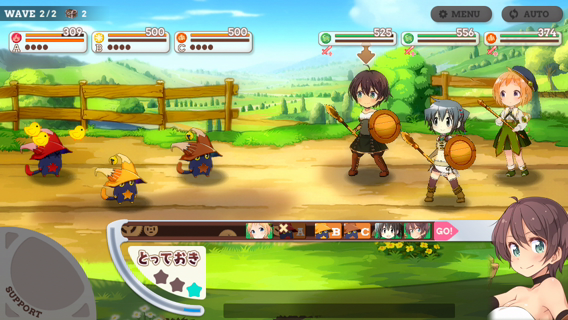 WAVE 2/2 2
MENU
AUTO
309
500
500
525
556
374
A
B
C
A B C GO!
とっておき
SUPPORT